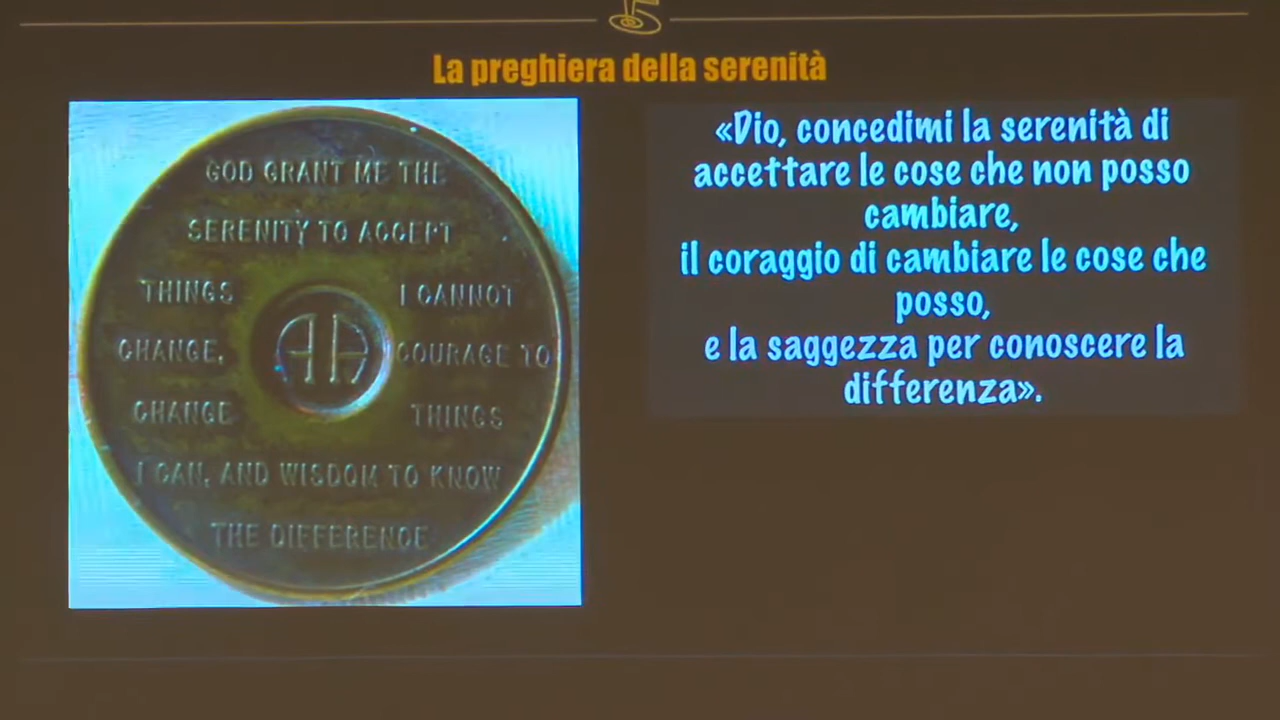 La preghiera della serenità
GOD GRANT ME THE
SERENITY TO ACCEPT
THINGS I CANNOT
CHANGE, COURAGE TO
CHANGE THINGS
I CAN, AND WISDOM TO KNOW
THE DIFFERENCE
AA
«Dio, concedimi la serenità di
accettare le cose che non posso
cambiare,
il coraggio di cambiare le cose che
posso,
e la saggezza per conoscere la
differenza».